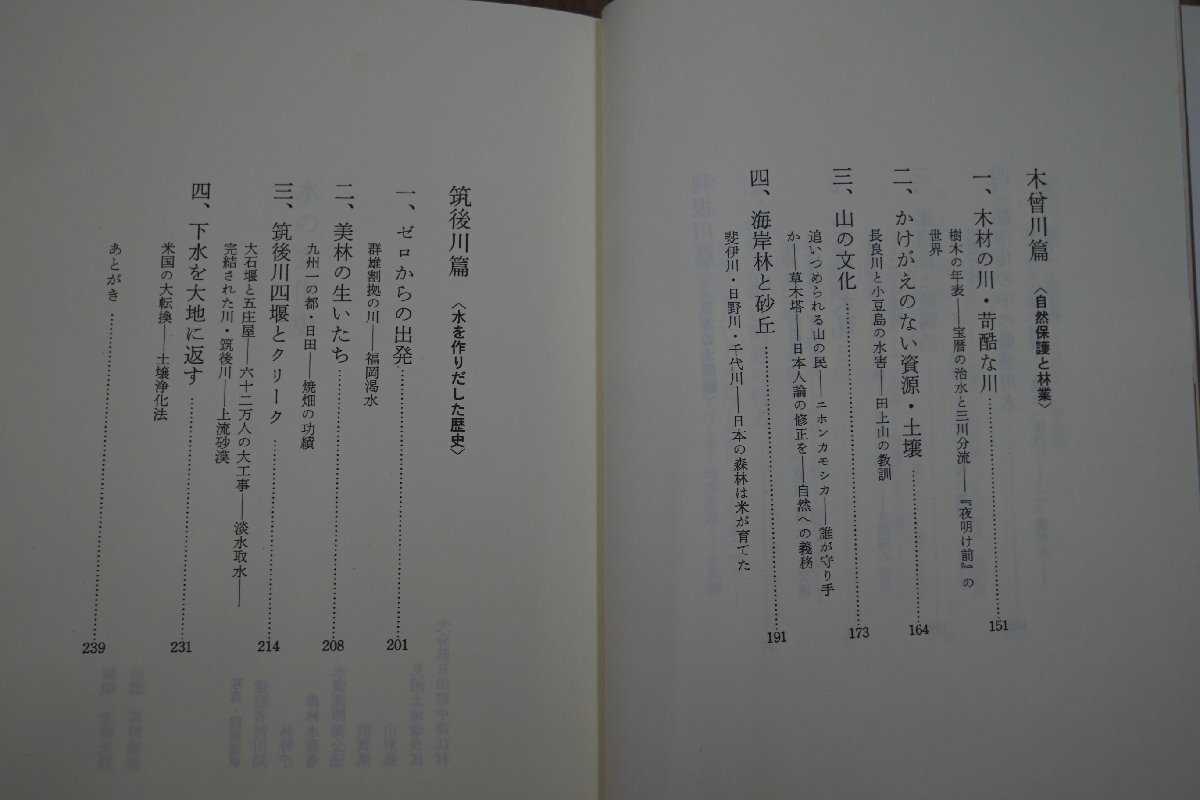 木曾川篇 〈自然保護と林業〉
一、木材の川・苛酷な川……………151
樹木の年表――宝暦の治水と三川分流――『夜明け前』の
世界
二、かけがえのない資源・土壌……………164
長良川と小豆島の水害――田上山の教訓
三、山の文化……………173
追いつめられる山の民――ニホンカモシカ――誰が守り手
か――草木塔――日本人論の修正を――自然への義務
四、海岸林と砂丘……………191
斐伊川・日野川・千代川――日本の森林は米が育てた
筑後川篇 〈水を作りだした歴史〉
一、ゼロからの出発……………201
群雄割拠の川――福岡渇水
二、美林の生いたち……………208
九州一の都・日田――焼畑の功績
三、筑後川四堰とクリーク……………214
大石堰と五庄屋――六十二万人の大工事――淡水取水――
完結された川・筑後川――上流砂漠
四、下水を大地に返す……………231
米国の大転換――土壌浄化法
あとがき……………239